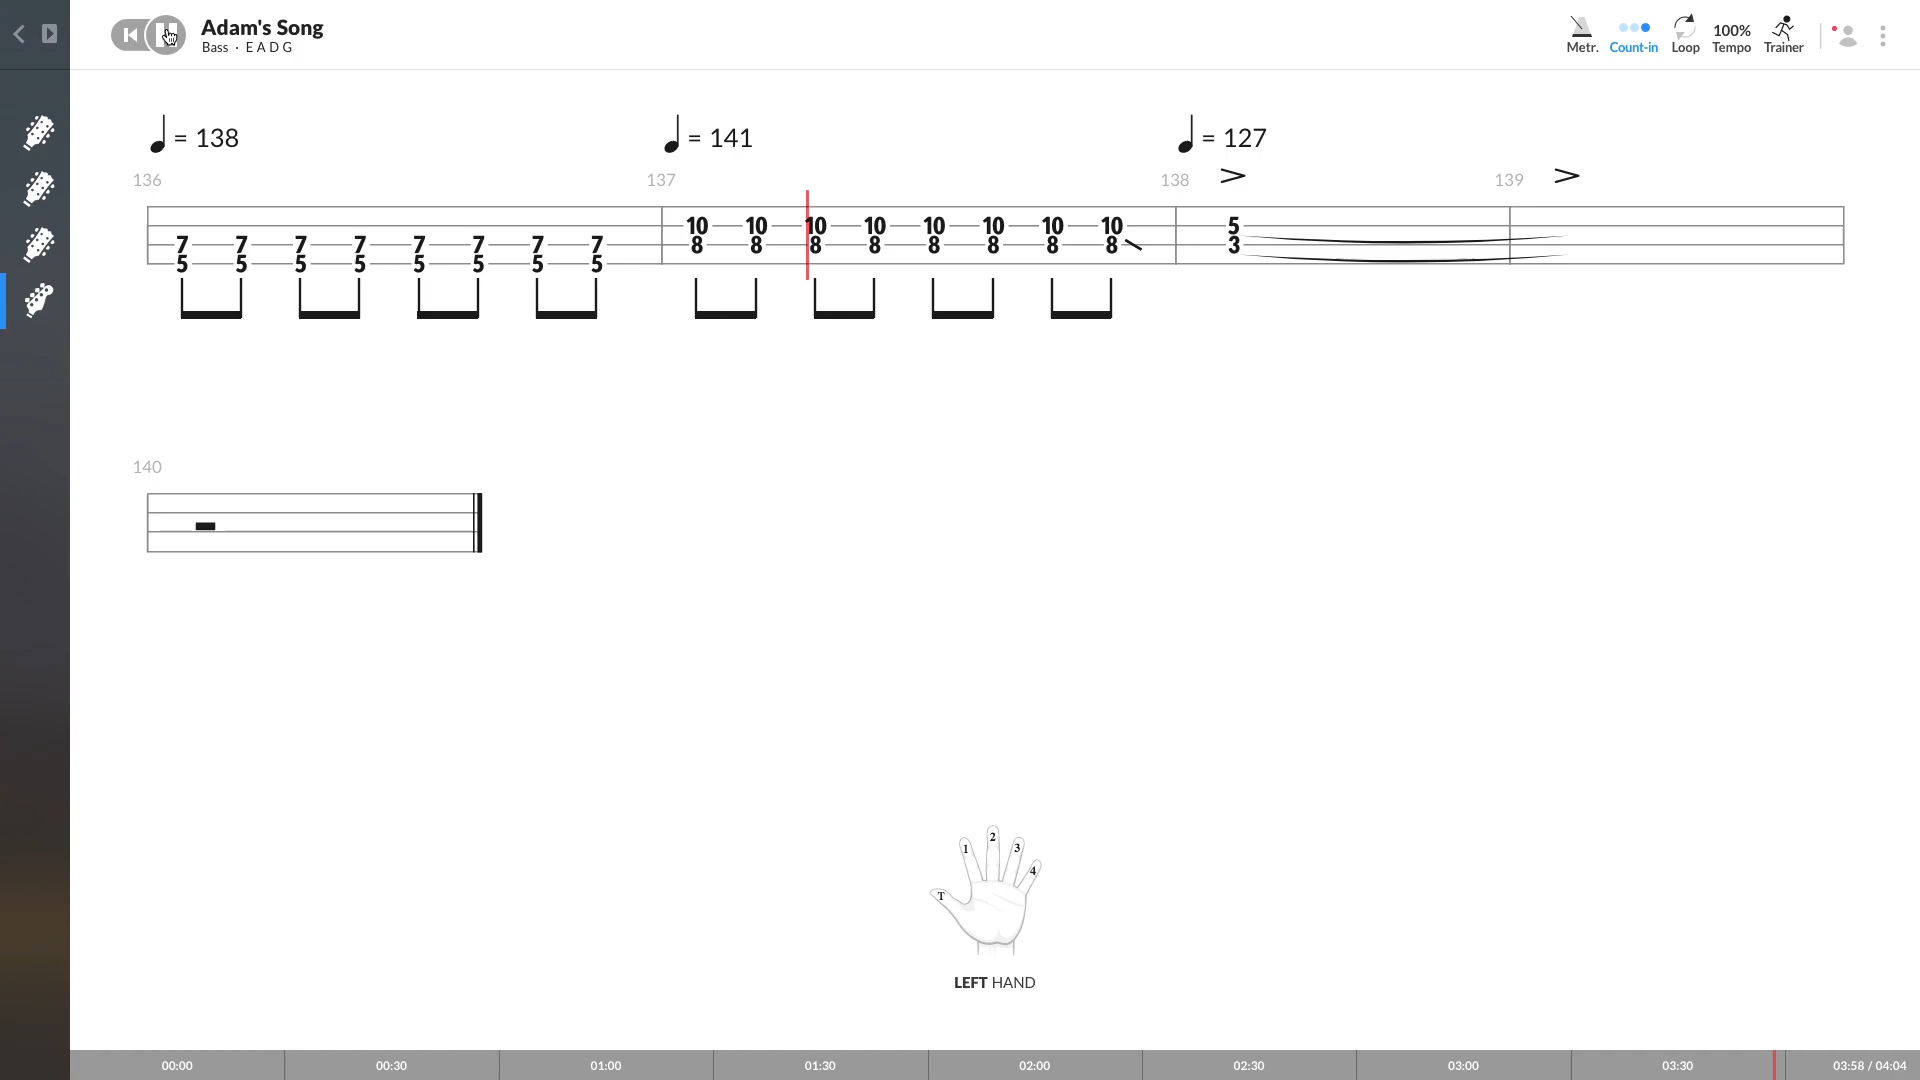 Adam's Song
Bass · E A D G
Metr.
Count-in
Loop
100%
Tempo
Trainer
= 138
= 141
= 127
136
137
138
>
139
>
10 10 10 10 10 10 10 10
5
7 7 7 7 7 7 7 7
8 8 8 8 8 8 8 8
3
5 5 5 5 5 5 5 5
140
1
2
3
4
T
LEFT HAND
00:00
00:30
01:00
01:30
02:00
02:30
03:00
03:30
03:58 / 04:04